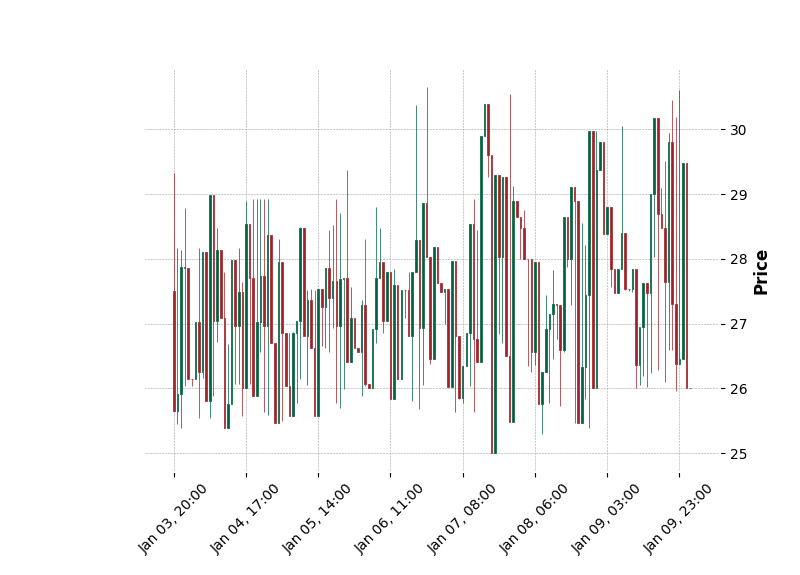 30
29
28
27
26
25
Price
Jan 03, 20:00
Jan 04, 17:00
Jan 05, 14:00
Jan 06, 11:00
Jan 07, 08:00
Jan 08, 06:00
Jan 09, 03:00
Jan 09, 23:00